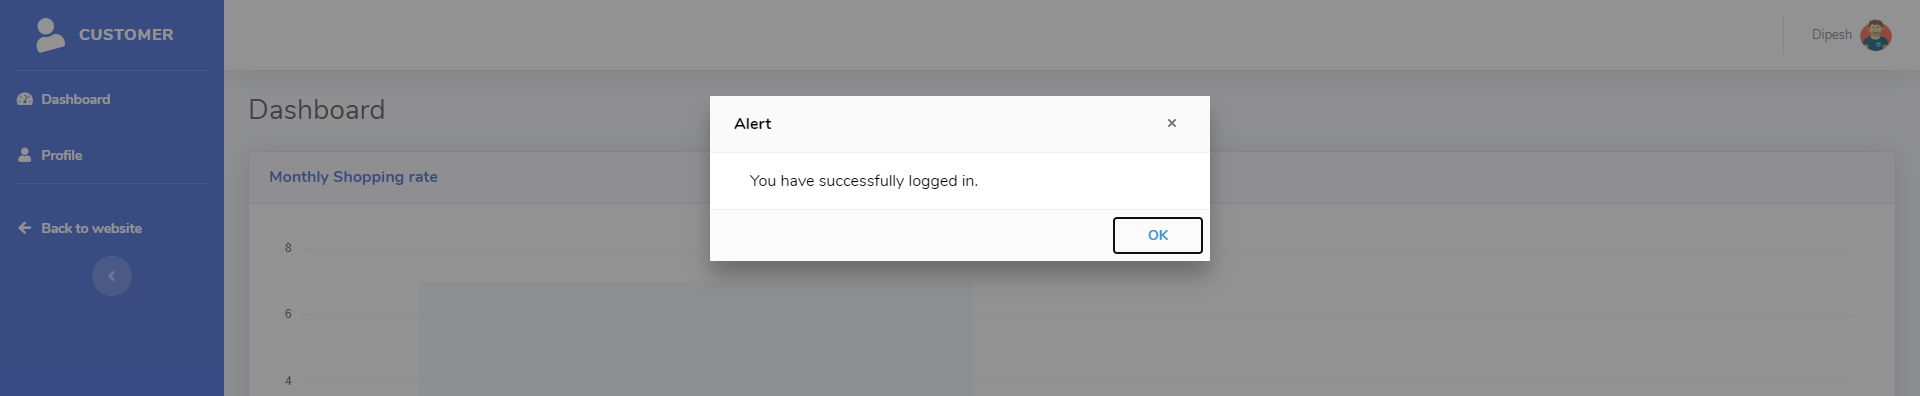 CUSTOMER
Dipesh
Dashboard
Profile
Back to website
Dashboard
Monthly Shopping rate
8
6
4
Alert
×
You have successfully logged in.
OK